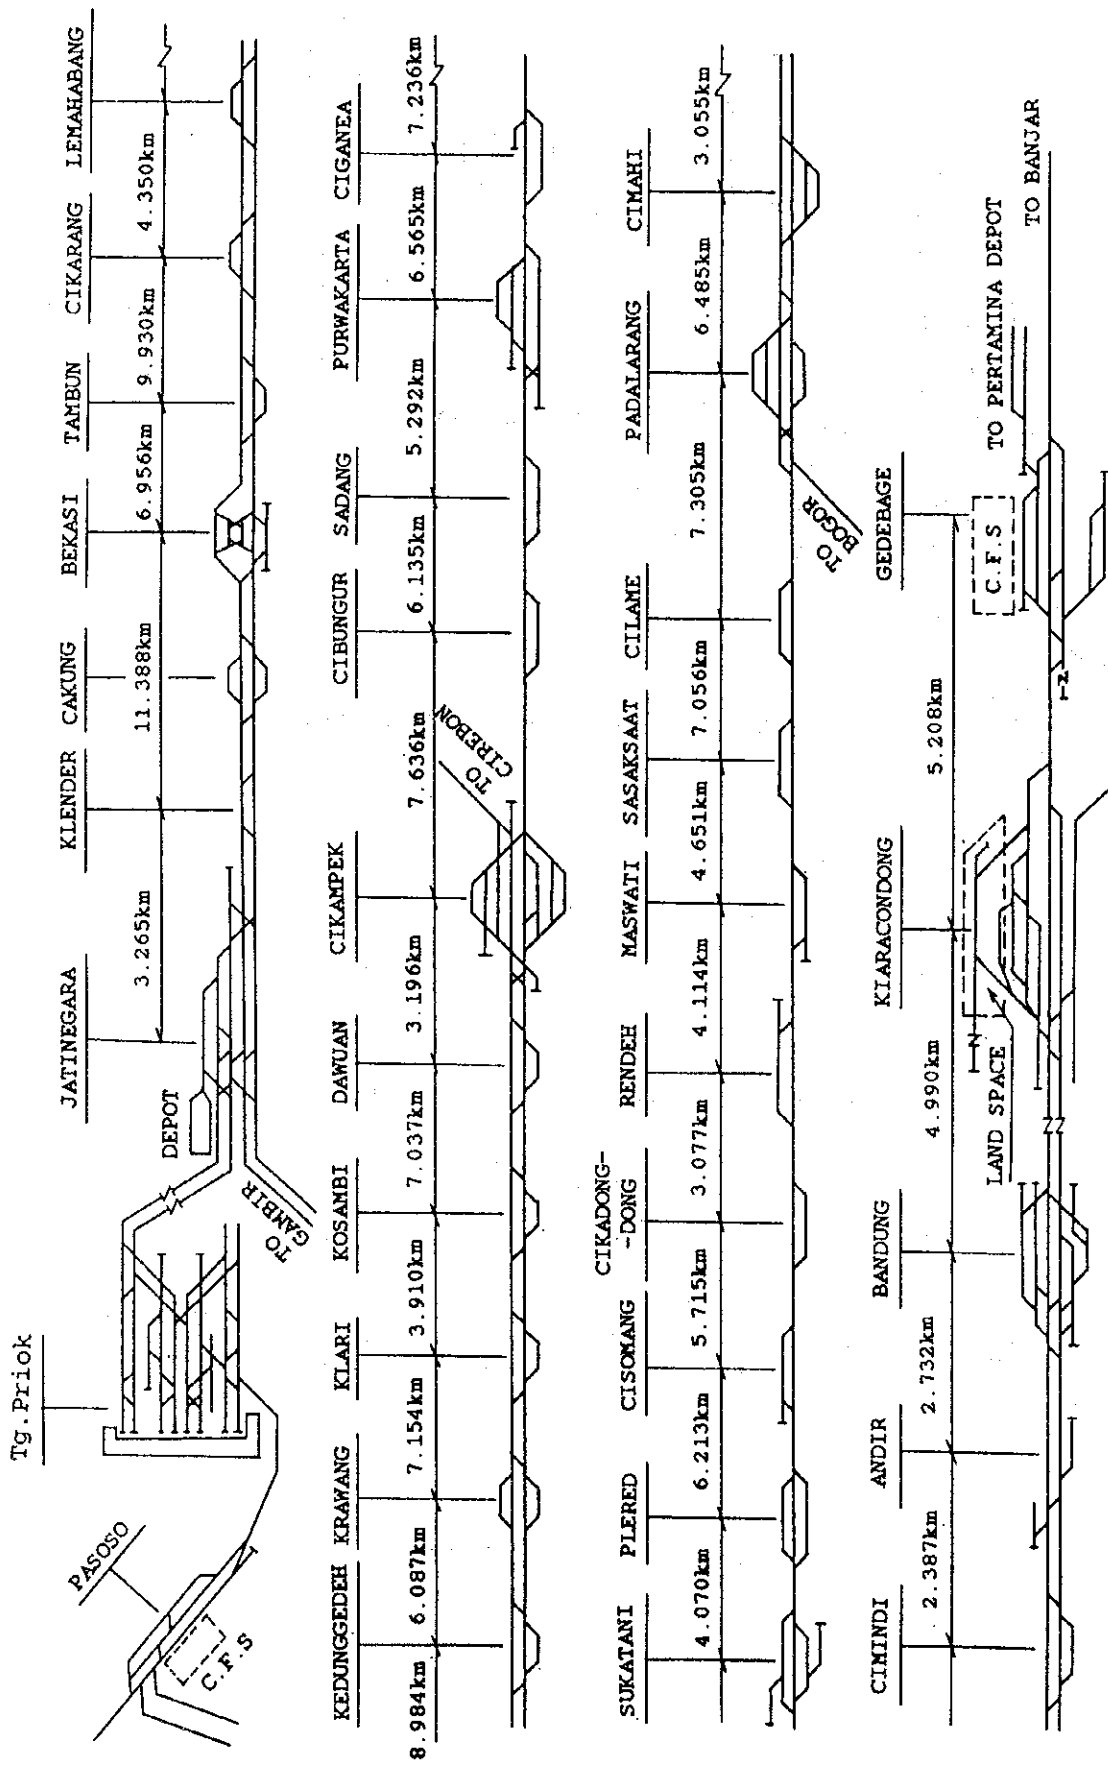 Tg.Priok
PASOSO
C.F.S
DEPOT
TO
GAMBIR
JATINEGARA
KLENDER
CAKUNG
BEKASI
TAMBUN
CIKARANG
LEMAHABANG
3.265km
11.388km
6.956km
9.930km
4.350km
KEDUNGGEDEH
KRAWANG
KLARI
KOSAMBI
DAWUAN
CIKAMPEK
CIBUNGUR
SADANG
PURWAKARTA
CIGANEA
8.984km
6.087km
7.154km
3.910km
7.037km
3.196km
7.636km
6.135km
5.292km
6.565km
7.236km
TO
CIREBON
SUKATANI
PLERED
CISOMANG
CIKADONG-
-DONG
RENDEH
MASWATI
SASAKSAAT
CILAME
PADALARANG
CIMAHI
4.070km
6.213km
5.715km
3.077km
4.114km
4.651km
7.056km
7.305km
6.485km
3.055km
TO
BOGOR
CIMINDI
ANDIR
BANDUNG
KIARACONDONG
GEDEBAGE
2.387km
2.732km
4.990km
5.208km
LAND SPACE
C.F.S
TO PERTAMINA DEPOT
TO BANJAR